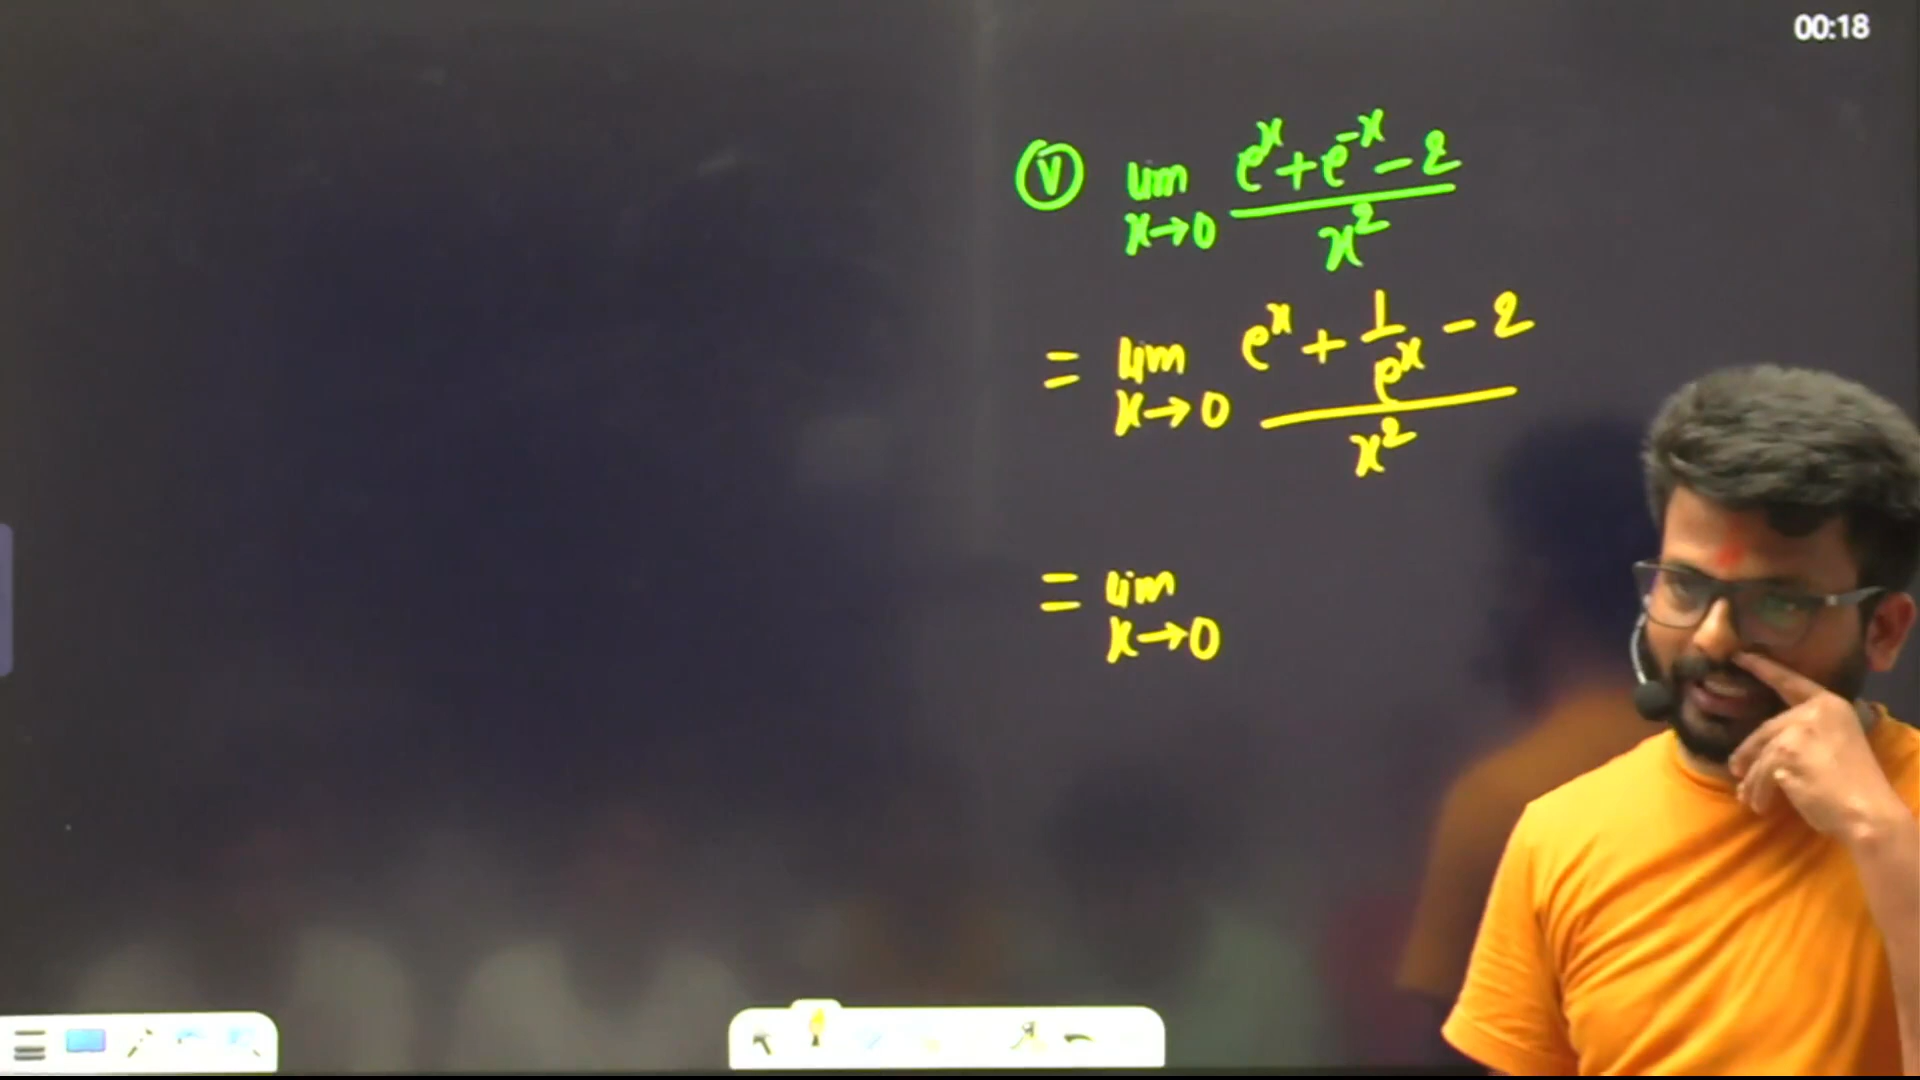 00:18
Ⓥ lim x→0 (e^x + e^-x - 2) / x^2
= lim x→0 (e^x + 1/e^x - 2) / x^2
= lim x→0